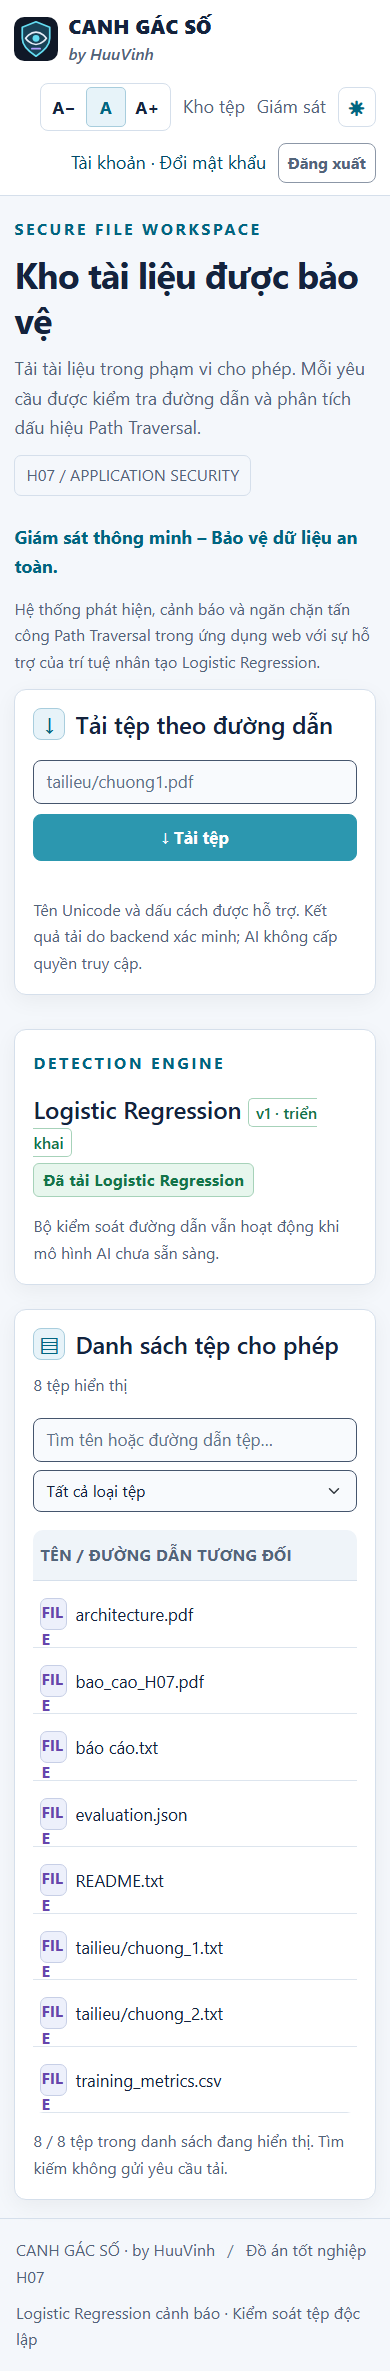 CANH GÁC SỐ
by HuuVinh
A− A A+ Kho tệp Giám sát
Tài khoản · Đổi mật khẩu Đăng xuất
SECURE FILE WORKSPACE
Kho tài liệu được bảo
vệ
Tải tài liệu trong phạm vi cho phép. Mỗi yêu
cầu được kiểm tra đường dẫn và phân tích
dấu hiệu Path Traversal.
H07 / APPLICATION SECURITY
Giám sát thông minh – Bảo vệ dữ liệu an
toàn.
Hệ thống phát hiện, cảnh báo và ngăn chặn tấn
công Path Traversal trong ứng dụng web với sự hỗ
trợ của trí tuệ nhân tạo Logistic Regression.
↓ Tải tệp theo đường dẫn
tailieu/chuong1.pdf
↓ Tải tệp
Tên Unicode và dấu cách được hỗ trợ. Kết
quả tải do backend xác minh; AI không cấp
quyền truy cập.
DETECTION ENGINE
Logistic Regression v1 · triển
khai
Đã tải Logistic Regression
Bộ kiểm soát đường dẫn vẫn hoạt động khi
mô hình AI chưa sẵn sàng.
Danh sách tệp cho phép
8 tệp hiển thị
Tìm tên hoặc đường dẫn tệp...
Tất cả loại tệp
TÊN / ĐƯỜNG DẪN TƯƠNG ĐỐI
FIL architecture.pdf
E
FIL bao_cao_H07.pdf
E
FIL báo cáo.txt
E
FIL evaluation.json
E
FIL README.txt
E
FIL tailieu/chuong_1.txt
E
FIL tailieu/chuong_2.txt
E
FIL training_metrics.csv
E
8 / 8 tệp trong danh sách đang hiển thị. Tìm
kiếm không gửi yêu cầu tải.
CANH GÁC SỐ · by HuuVinh / Đồ án tốt nghiệp
H07
Logistic Regression cảnh báo · Kiểm soát tệp độc
lập